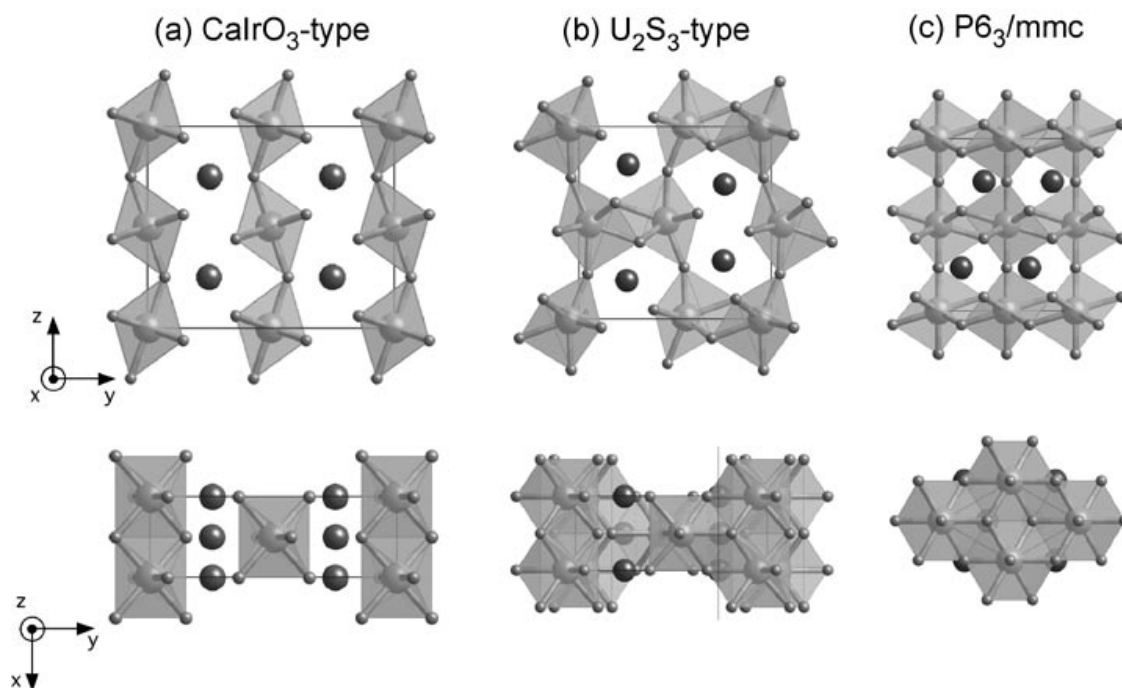 (a) CaIrO₃-type
(b) U₂S₃-type
(c) P6₃/mmc
z
x
y
z
y
x